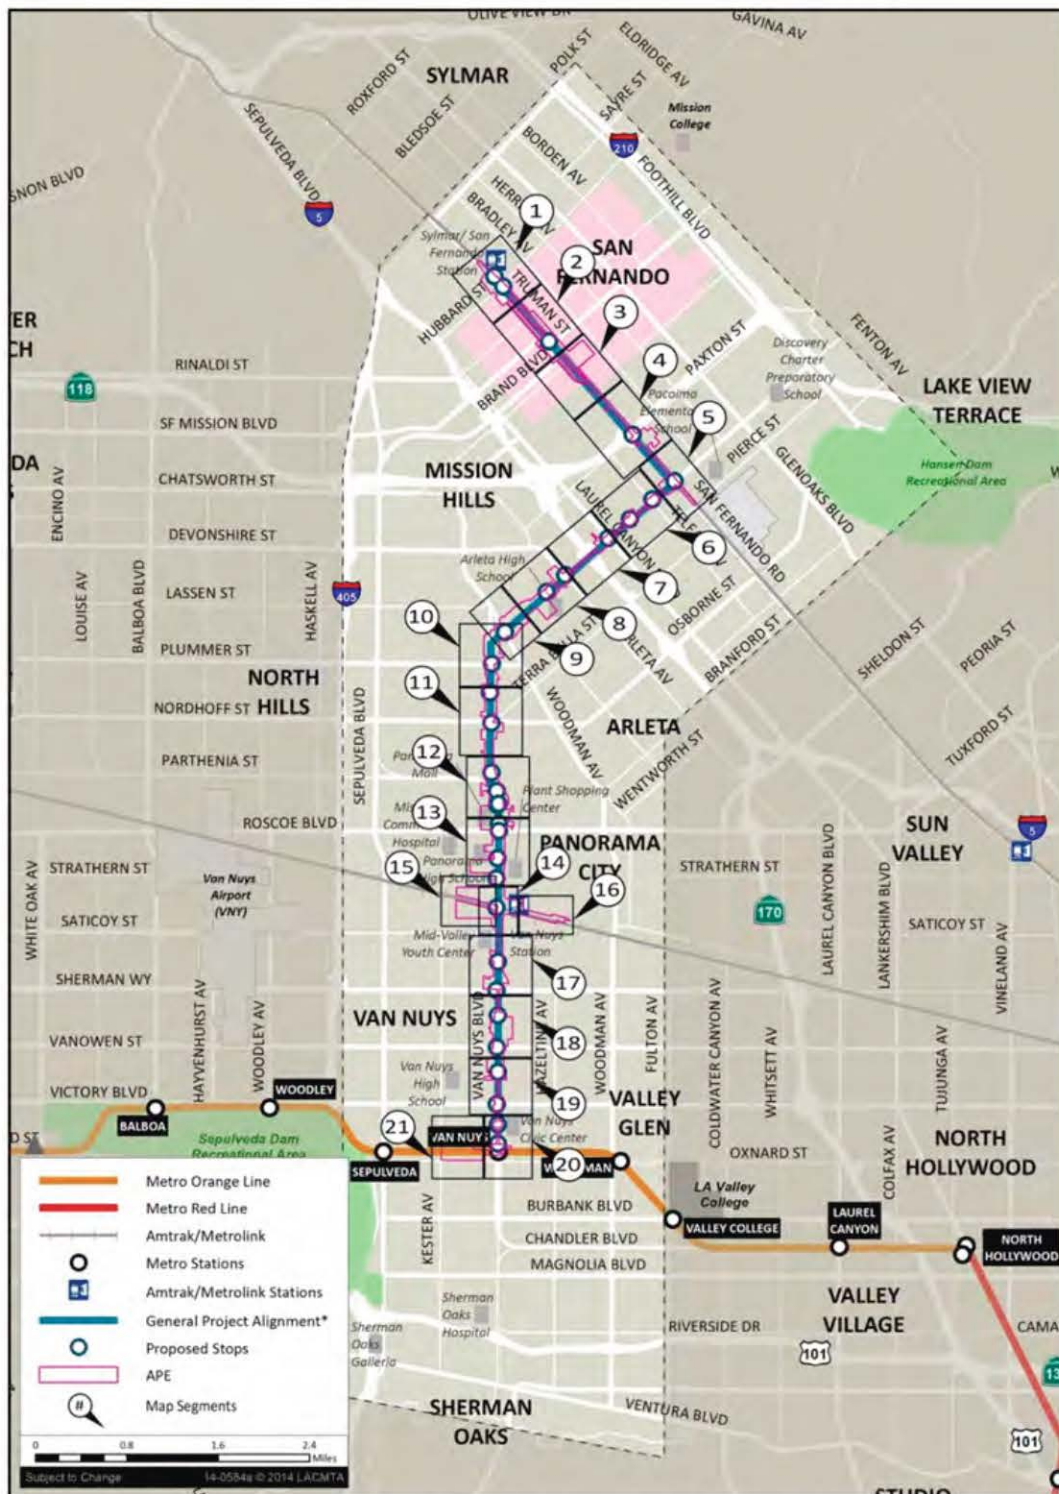 OLIVE VIEW DR
GAVINA AV
ELDRIDGE AV
POLK ST
SYLMAR
ROXFORD ST
SAYRE ST
BLEDSOE ST
Mission
College
SEPULVEDA BLVD
BORDEN AV
210
FOOTHILL BLVD
SNON BLVD
5
BRADLEY AV
1
Sylmar/ San
Fernando
Station
SAN
FERNANDO
2
TRUMAN ST
HUBBARD ST
3
FENTON AV
ER
CH
RINALDI ST
BRAND BLVD
PAXTON ST
Discovery
Charter
Preparatory
School
118
4
Pacoima
Elementary
School
LAKE VIEW
TERRACE
SF MISSION BLVD
5
PIERCE ST
DA
MISSION
HILLS
GLENOAKS BLVD
Hansen Dam
Recreational Area
W
CHATSWORTH ST
ENCINO AV
LAUREL CANYON
SAN FERNANDO RD
DEVONSHIRE ST
6
Arleta High
School
7
LOUISE AV
BALBOA BLVD
LASSEN ST
HASKELL AV
405
OSBORNE ST
10
8
PLUMMER ST
TERRA BELLA ST
9
BRANFORD ST
SHELDON ST
PEORIA ST
NORTH
HILLS
11
NORDHOFF ST
WOODMAN AV
ARLETA
SEPULVEDA BLVD
TUXFORD ST
PARTHENIA ST
12
Mall
WENTWORTH ST
Plant Shopping
Center
ROSCOE BLVD
13
Hospital
PANORAMA
CITY
SUN
VALLEY
5
STRATHERN ST
Panorama
High School
14
STRATHERN ST
15
16
WHITE OAK AV
Van Nuys
Airport
(VNY)
170
LAUREL CANYON BLVD
LANKERSHIM BLVD
SATICOY ST
SATICOY ST
Mid-Valley
Youth Center
Van Nuys
Station
VINELAND AV
SHERMAN WY
17
HAYVENHURST AV
WOODLEY AV
VAN NUYS
VAN NUYS BLVD
HAZELTINE AV
WOODMAN AV
FULTON AV
COLDWATER CANYON AV
WHITSETT AV
TUJUNGA AV
VANOWEN ST
18
Van Nuys
High
School
VICTORY BLVD
WOODLEY
19
VALLEY
GLEN
BALBOA
21
VAN NUYS
Van Nuys
Civic Center
D ST
Sepulveda Dam
Recreational Area
SEPULVEDA
20
OXNARD ST
COLFAX AV
NORTH
HOLLYWOOD
LA Valley
College
Metro Orange Line
Metro Red Line
Amtrak/Metrolink
Metro Stations
Amtrak/Metrolink Stations
General Project Alignment*
Proposed Stops
APE
# Map Segments
0 0.8 1.6 2.4
Miles
Subject to Change 14-0584a © 2014 LACMTA
KESTER AV
BURBANK BLVD
VALLEY COLLEGE
LAUREL
CANYON
CHANDLER BLVD
NORTH
HOLLYWOOD
MAGNOLIA BLVD
Sherman
Oaks
Hospital
VALLEY
VILLAGE
Sherman
Oaks
Galleria
RIVERSIDE DR
101
CAMA
SHERMAN
OAKS
VENTURA BLVD
101
STUDIO